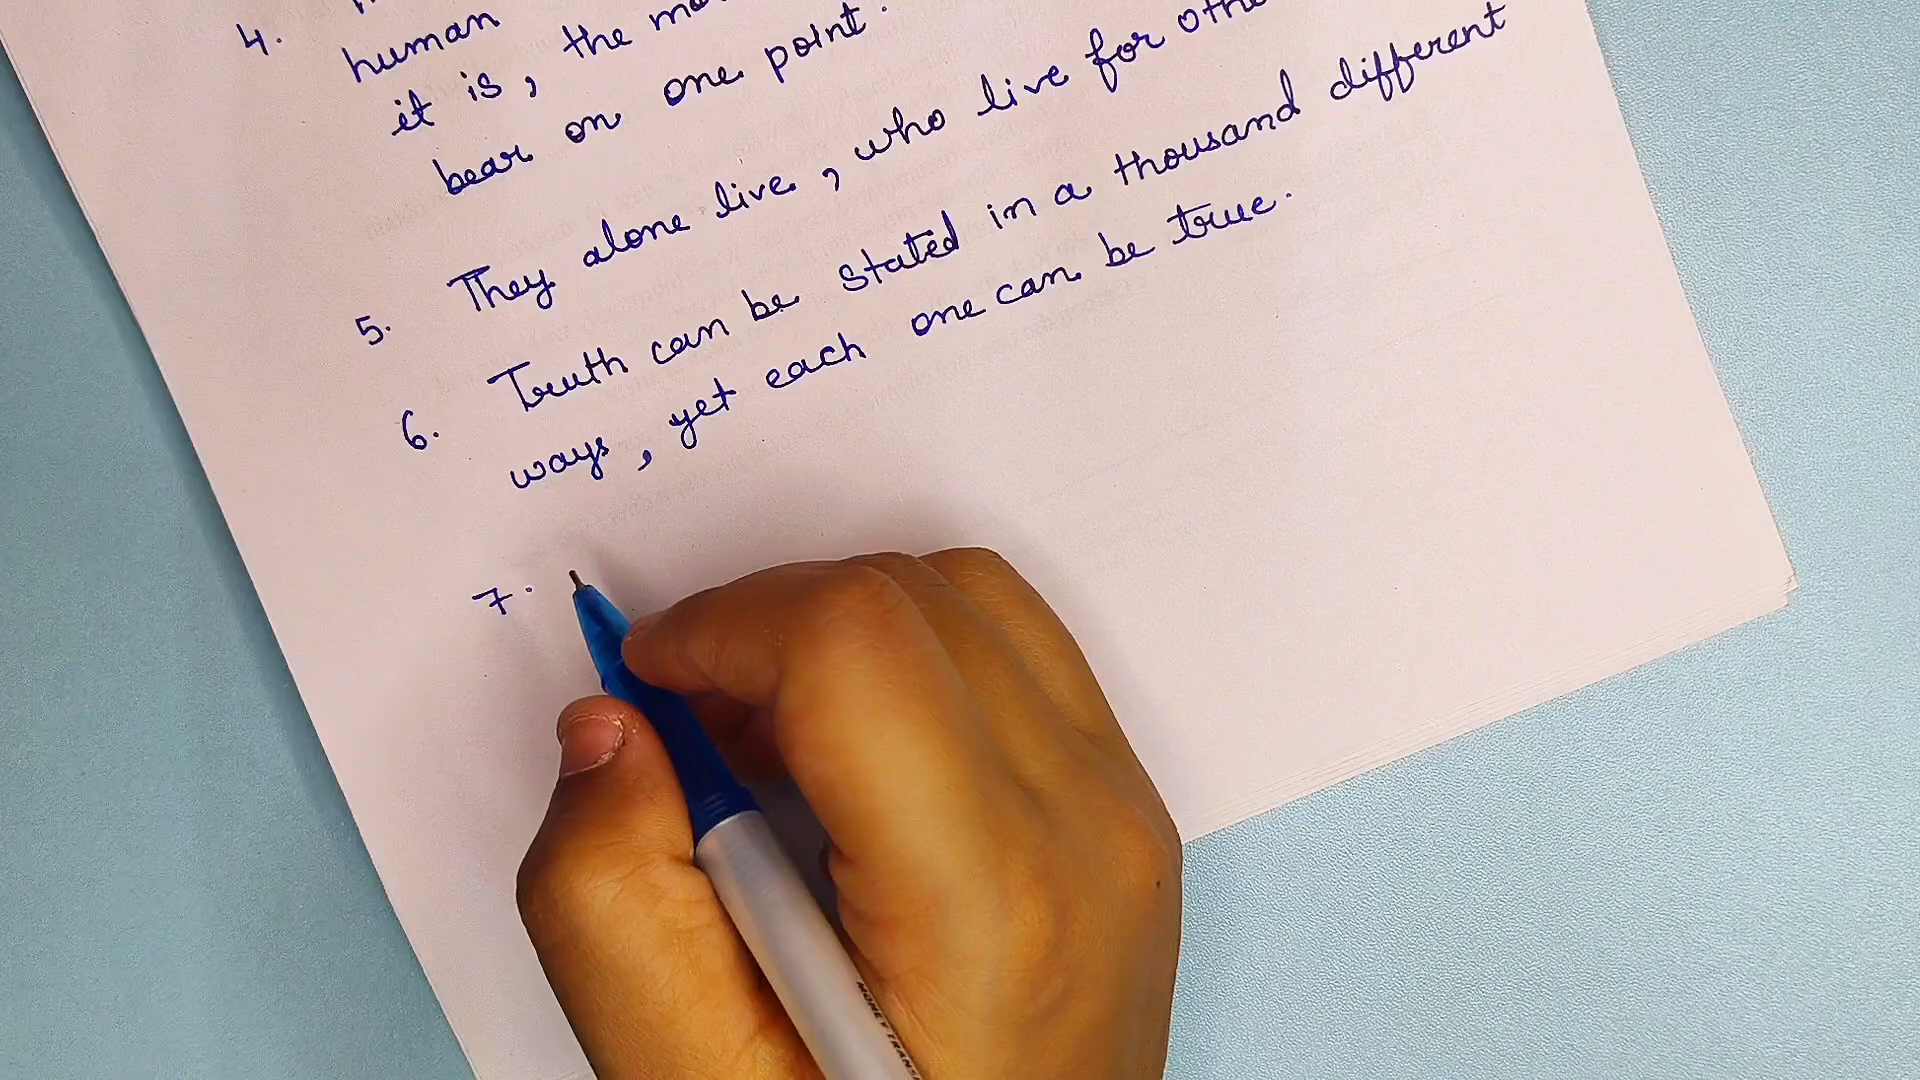 4.
human
it is, the
bear on one point.
5. They alone live, who live for
6. Truth can be stated in a thousand different
ways, yet each one can be true.
7.